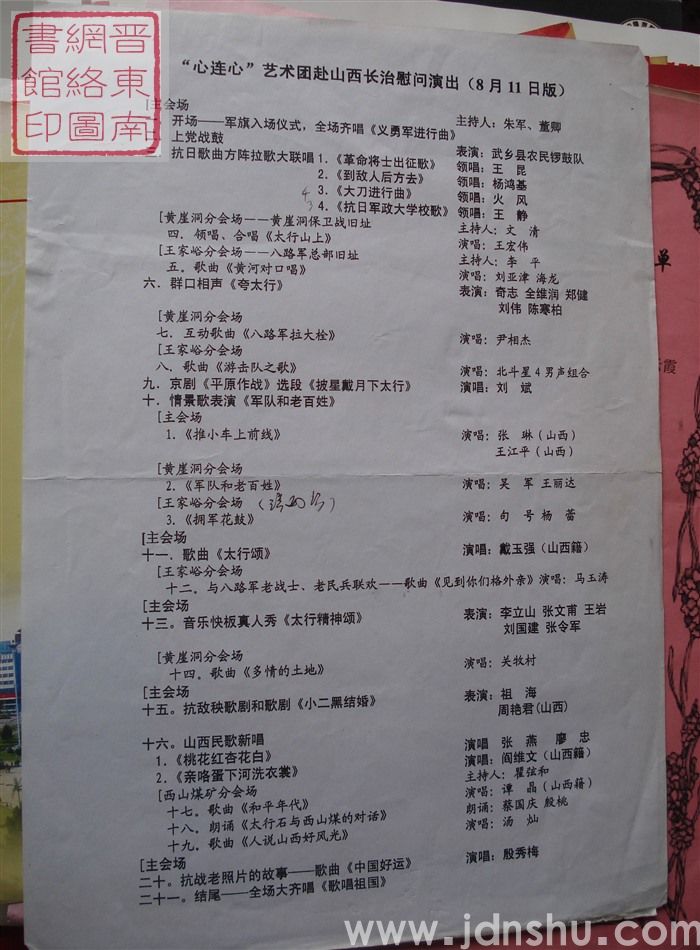 晋東南
網絡圖
書館印
“心连心”艺术团赴山西长治慰问演出（8月11日版）
[主会场
一、开场——军旗入场仪式，全场齐唱《义勇军进行曲》 主持人：朱军、董卿
二、上党战鼓 表演：武乡县农民锣鼓队
三、抗日歌曲方阵拉歌大联唱 1.《革命将士出征歌》 领唱：王 昆
2.《到敌人后方去》 领唱：杨鸿基
4 3.《大刀进行曲》 领唱：火 风
3 4.《抗日军政大学校歌》 领唱：王 静
[黄崖洞分会场——黄崖洞保卫战旧址 主持人：文 清
四．领唱、合唱《太行山上》 演唱：王宏伟
[王家峪分会场——八路军总部旧址 主持人：李 平
五．歌曲《黄河对口唱》 演唱：刘亚津 海龙
六．群口相声《夸太行》 表演：奇志 全维润 郑健
刘伟 陈寒柏
[黄崖洞分会场
七．互动歌曲《八路军拉大栓》 演唱：尹相杰
[王家峪分会场
八．歌曲《游击队之歌》 演唱：北斗星4男声组合
九．京剧《平原作战》选段《披星戴月下太行》 演唱：刘 斌
十．情景歌表演《军队和老百姓》
[主会场
1.《推小车上前线》 演唱：张 琳（山西）
王江平（山西）
[黄崖洞分会场
2.《军队和老百姓》 演唱：吴 军 王丽达
[王家峪分会场
3.《拥军花鼓》 演唱：句 号 杨 蕾
[主会场
十一．歌曲《太行颂》 演唱：戴玉强（山西籍）
[王家峪分会场
十二．与八路军老战士、老民兵联欢——歌曲《见到你们格外亲》演唱：马玉涛
[主会场
十三．音乐快板真人秀《太行精神颂》 表演：李立山 张文甫 王岩
刘国建 张令军
[黄崖洞分会场
十四．歌曲《多情的土地》 演唱：关牧村
[主会场
十五．抗敌秧歌剧和歌剧《小二黑结婚》 表演：祖 海
周艳君(山西)
十六．山西民歌新唱 演唱 张 燕 廖 忠
1.《桃花红杏花白》 演唱：阎维文（山西籍）
2.《亲咯蛋下河洗衣裳》 主持人：瞿弦和
[西山煤矿分会场 演唱：谭 晶（山西籍）
十七．歌曲《和平年代》 朗诵：蔡国庆 殷桃
十八．朗诵《太行石与西山煤的对话》 演唱：汤 灿
十九．歌曲《人说山西好风光》
[主会场
二十．抗战老照片的故事——歌曲《中国好运》 演唱：殷秀梅
二十一．结尾——全场大齐唱《歌唱祖国》
单
霞
www.jdnshu.com